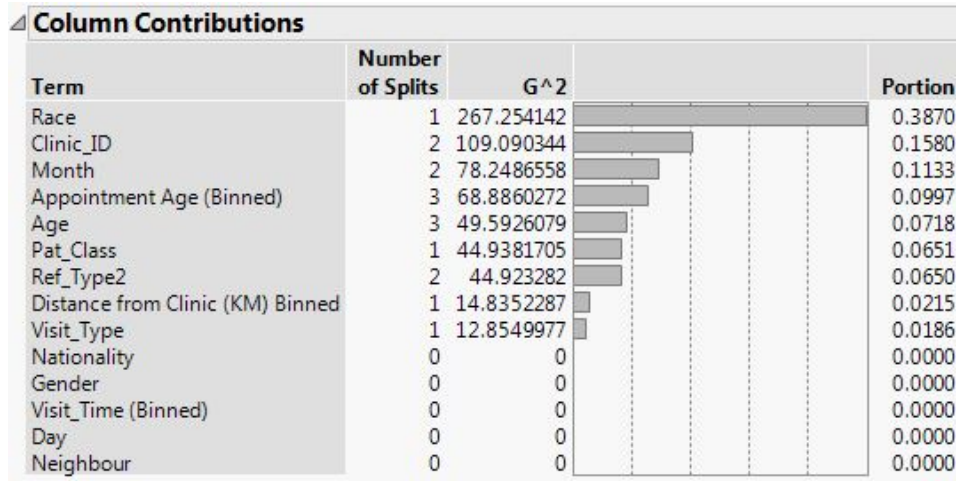 Column Contributions
Term Number of Splits G^2 Portion
Race 1 267.254142 0.3870
Clinic_ID 2 109.090344 0.1580
Month 2 78.2486558 0.1133
Appointment Age (Binned) 3 68.8860272 0.0997
Age 3 49.5926079 0.0718
Pat_Class 1 44.9381705 0.0651
Ref_Type2 2 44.923282 0.0650
Distance from Clinic (KM) Binned 1 14.8352287 0.0215
Visit_Type 1 12.8549977 0.0186
Nationality 0 0 0.0000
Gender 0 0 0.0000
Visit_Time (Binned) 0 0 0.0000
Day 0 0 0.0000
Neighbour 0 0 0.0000